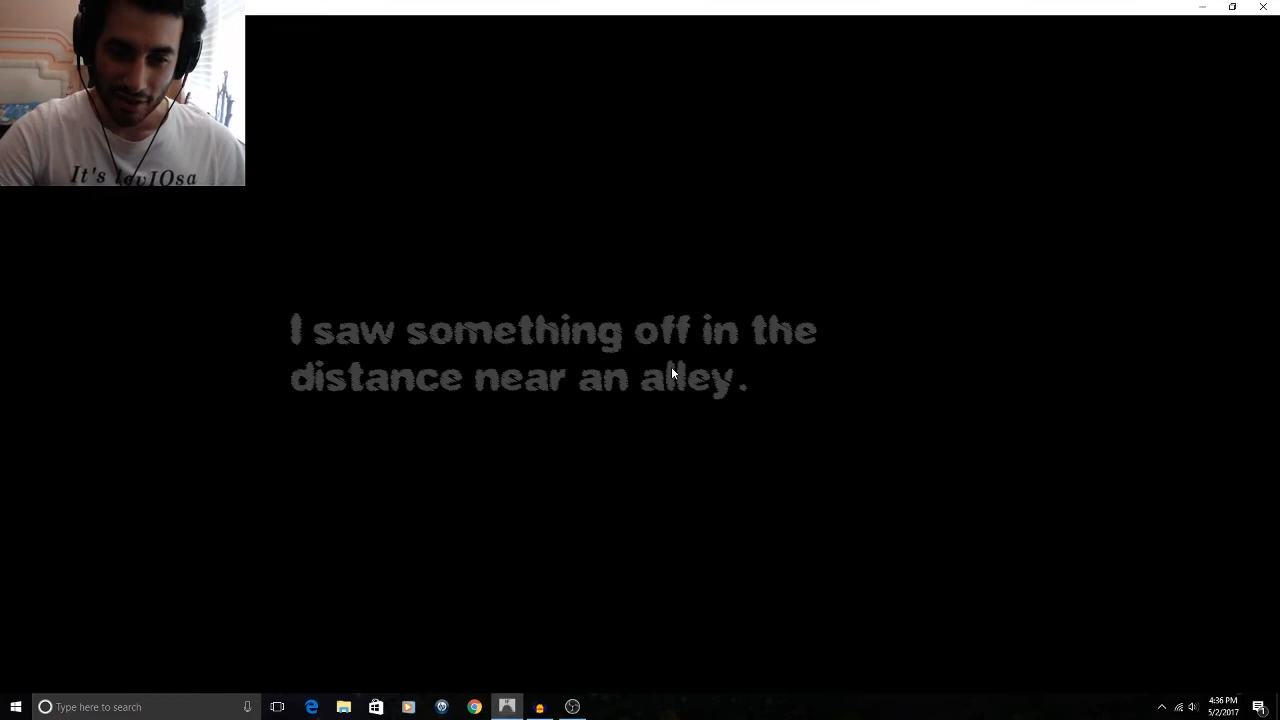 It's lovIOsa
I saw something off in the
distance near an alley.
Type here to search
4:36 PM
5/2/2017